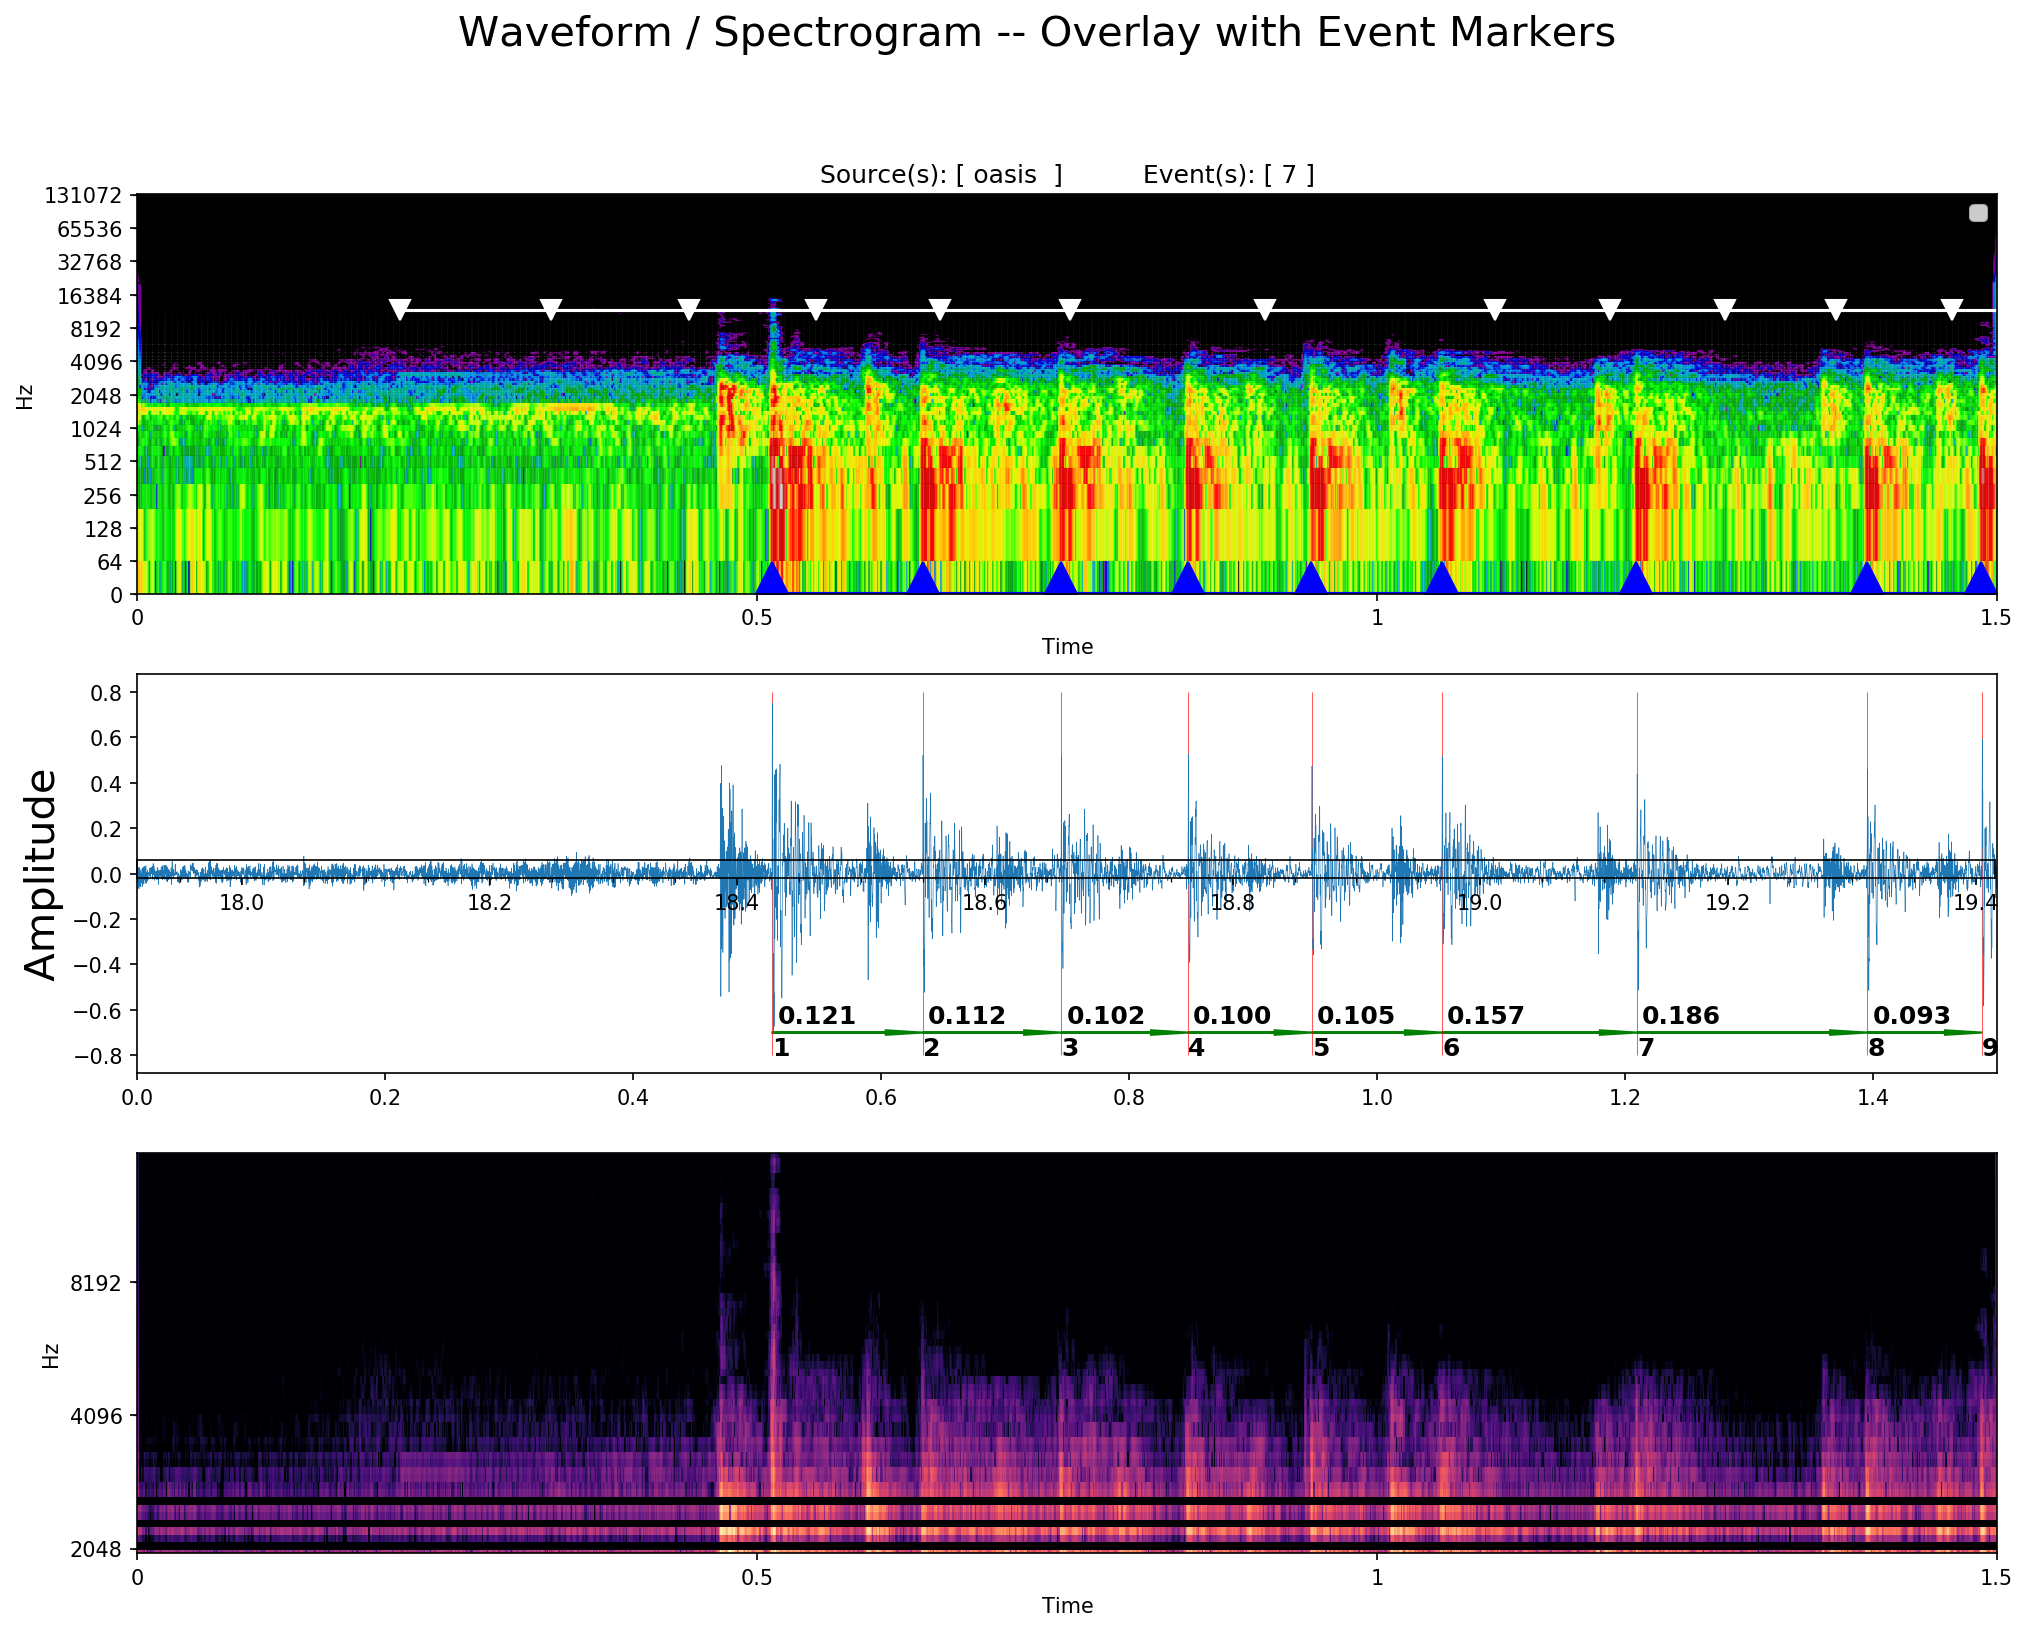 Waveform / Spectrogram -- Overlay with Event Markers
Source(s): [ oasis ] Event(s): [ 7 ]
131072
65536
32768
16384
8192
4096
2048
1024
512
256
128
64
0
Hz
0 0.5 1 1.5
Time
0.8
0.6
0.4
0.2
0.0
−0.2
−0.4
−0.6
−0.8
Amplitude
18.0 18.2 18.4 18.6 18.8 19.0 19.2 19.4
0.121 0.112 0.102 0.100 0.105 0.157 0.186 0.093
1 2 3 4 5 6 7 8 9
0.0 0.2 0.4 0.6 0.8 1.0 1.2 1.4
8192
4096
2048
Hz
0 0.5 1 1.5
Time